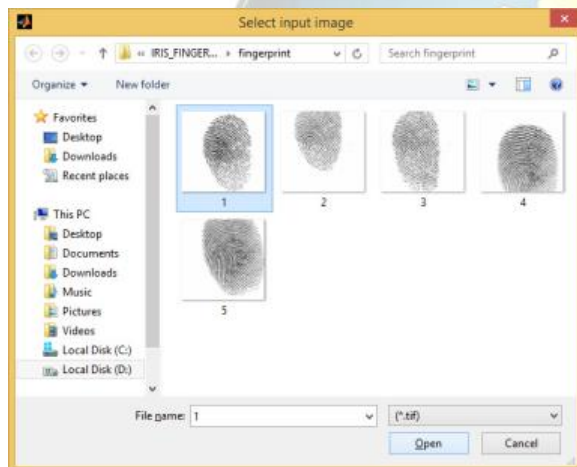 Select input image
« IRIS_FINGER... › fingerprint
Search fingerprint
Organize
New folder
Favorites
Desktop
Downloads
Recent places
This PC
Desktop
Documents
Downloads
Music
Pictures
Videos
Local Disk (C:)
Local Disk (D:)
1
2
3
4
5
File name: 1
(*.tif)
Open
Cancel